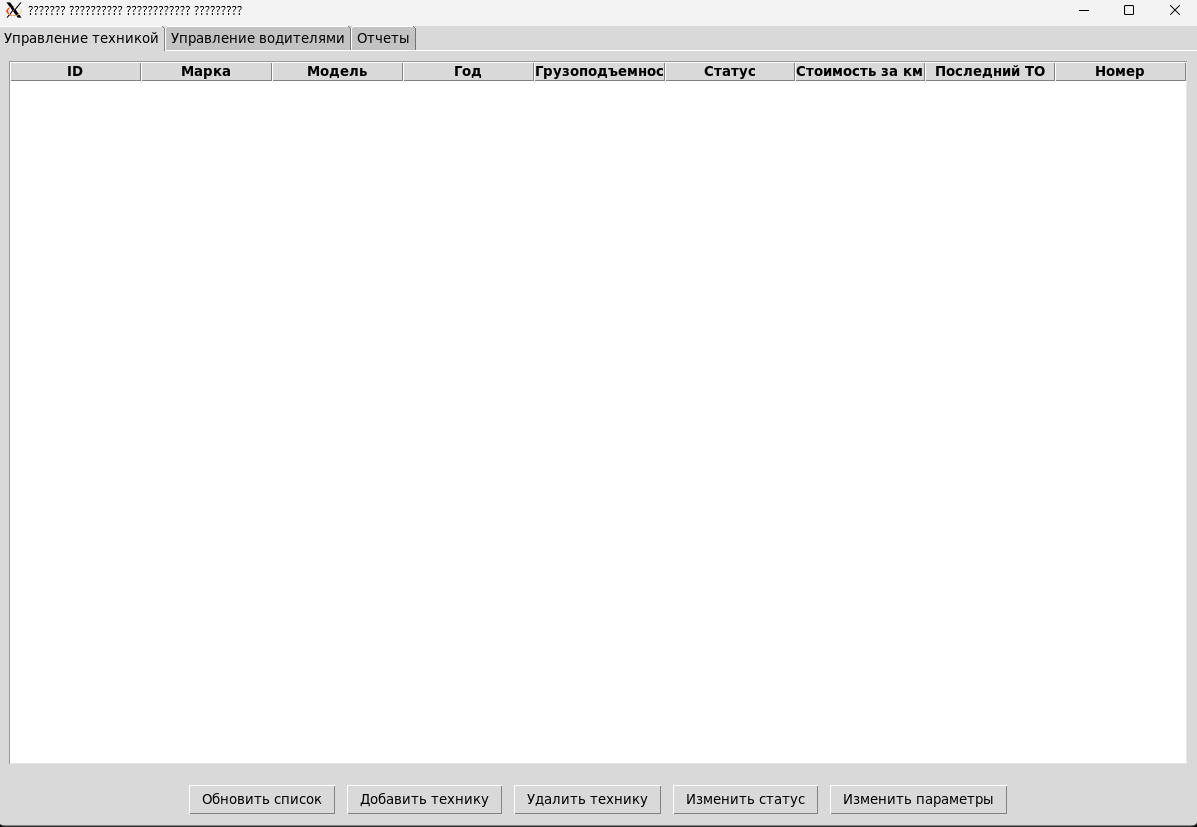 ??????? ?????????? ???????????? ?????????
Управление техникой Управление водителями Отчеты
ID Марка Модель Год Грузоподъемнос Статус Стоимость за км Последний ТО Номер
Обновить список Добавить технику Удалить технику Изменить статус Изменить параметры